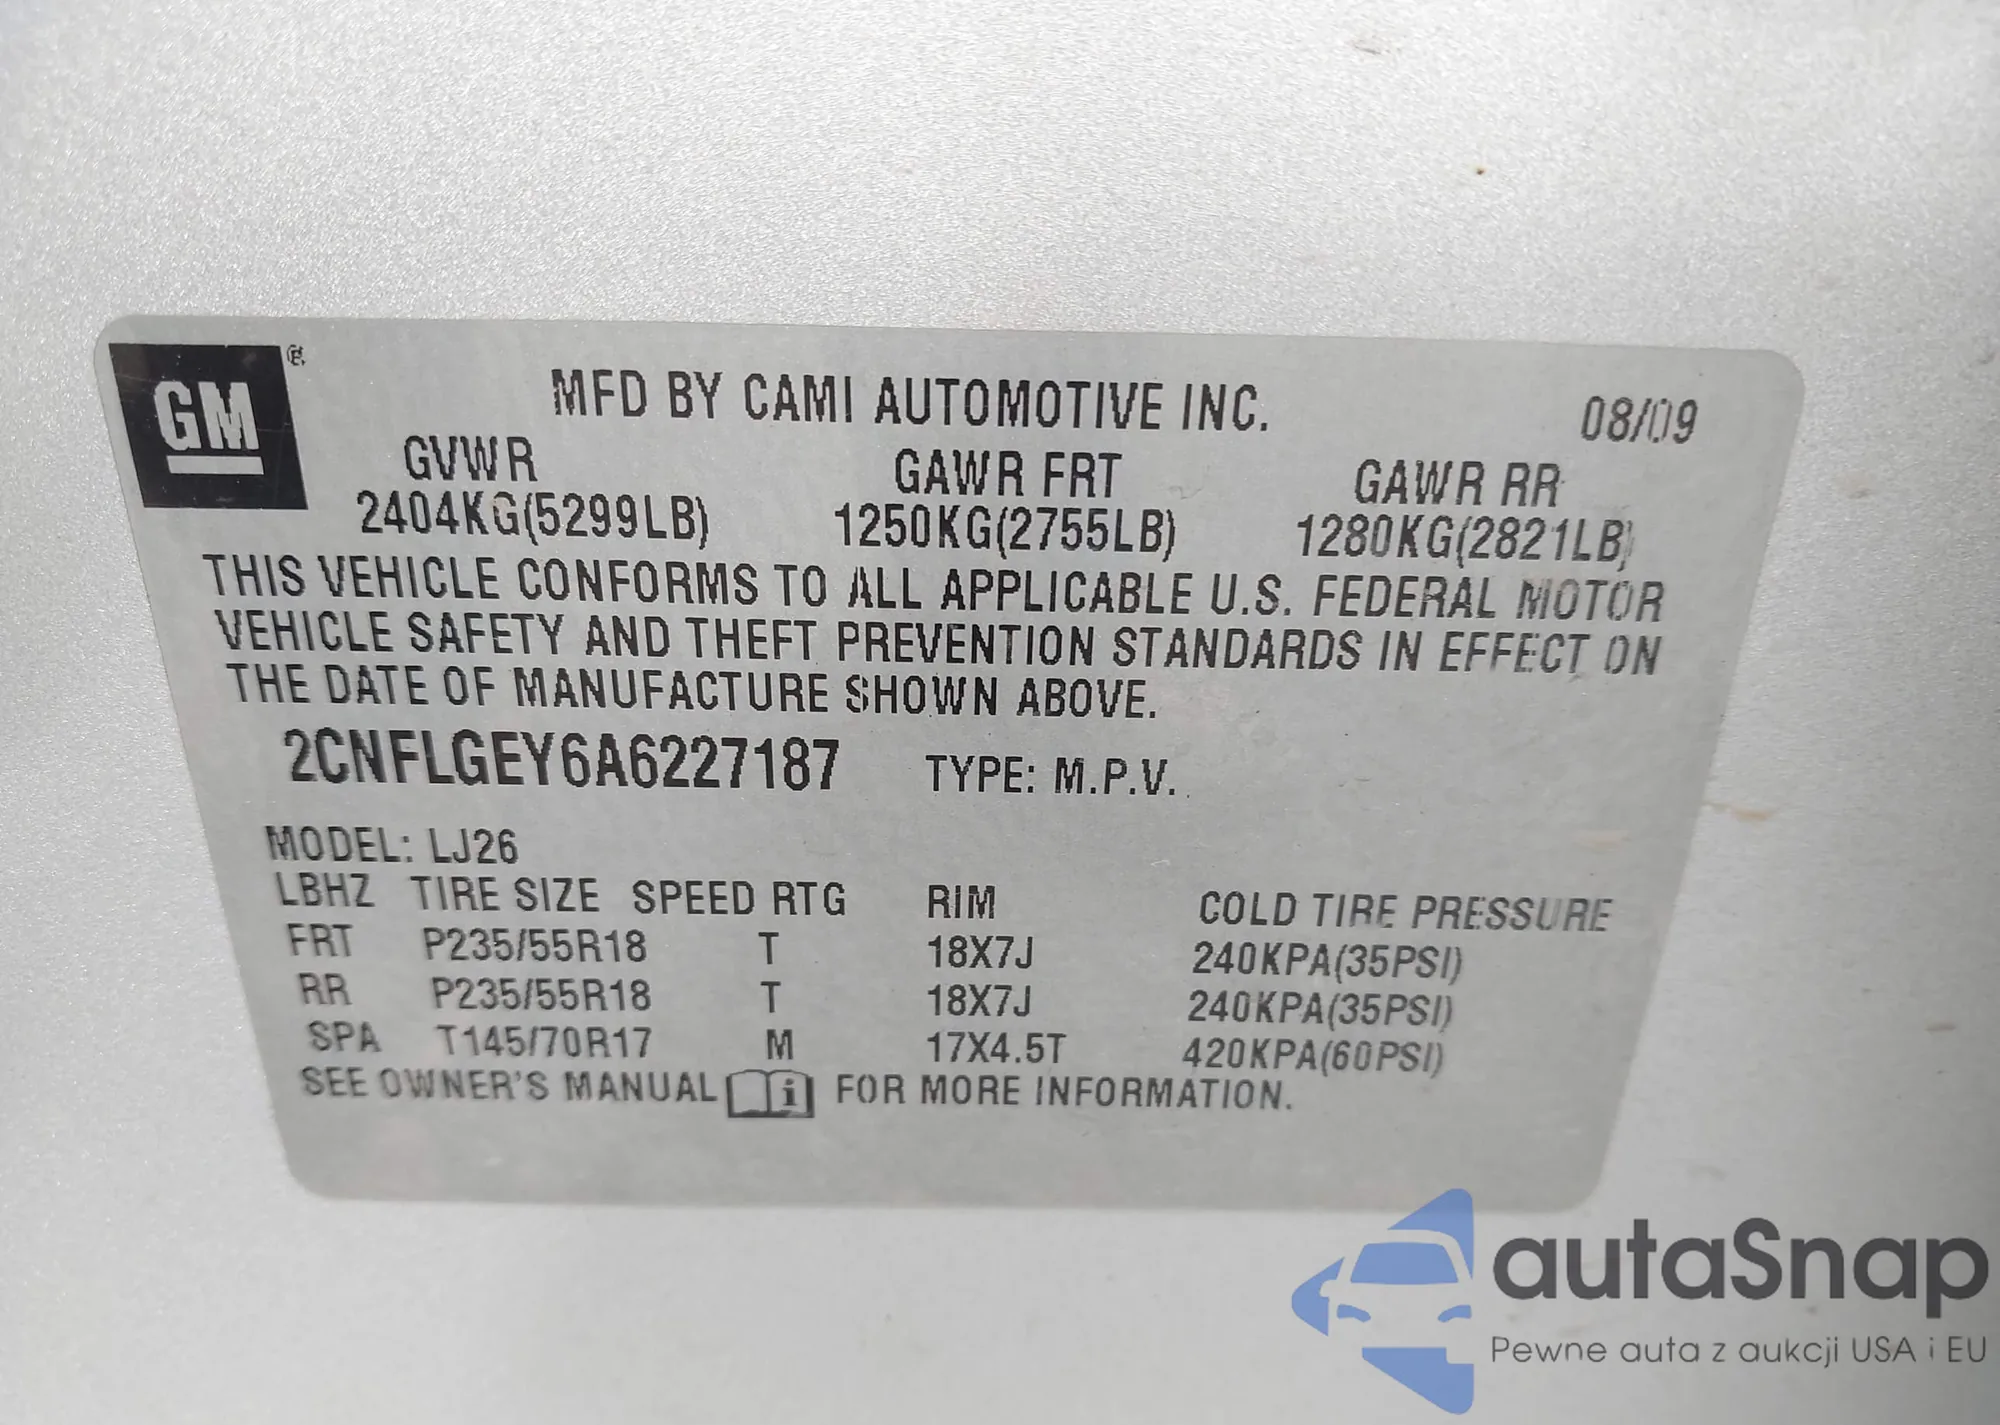 GM
MFD BY CAMI AUTOMOTIVE INC. 08/09
GVWR GAWR FRT GAWR RR
2404KG(5299LB) 1250KG(2755LB) 1280KG(2821LB)
THIS VEHICLE CONFORMS TO ALL APPLICABLE U.S. FEDERAL MOTOR
VEHICLE SAFETY AND THEFT PREVENTION STANDARDS IN EFFECT ON
THE DATE OF MANUFACTURE SHOWN ABOVE.
2CNFLGEY6A6227187 TYPE: M.P.V.
MODEL: LJ26
LBHZ TIRE SIZE SPEED RTG RIM COLD TIRE PRESSURE
FRT P235/55R18 T 18X7J 240KPA(35PSI)
RR P235/55R18 T 18X7J 240KPA(35PSI)
SPA T145/70R17 M 17X4.5T 420KPA(60PSI)
SEE OWNER'S MANUAL i FOR MORE INFORMATION.
autaSnap
Pewne auta z aukcji USA i EU